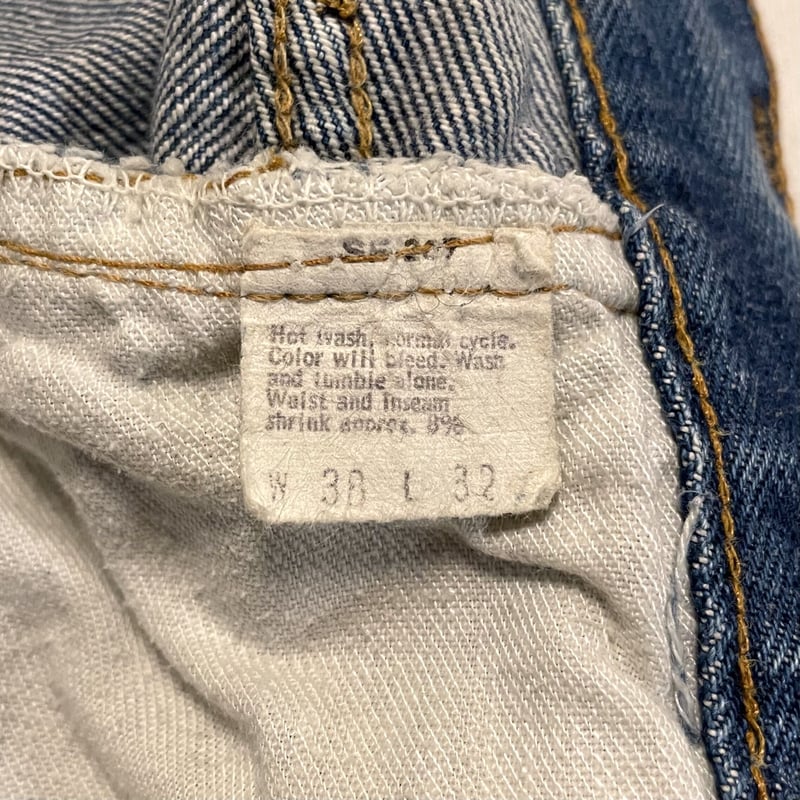 Hot wash, normal cycle.
Color will bleed. Wash
and tumble alone.
Waist and inseam
shrink approx. 8%
W 38 L 32